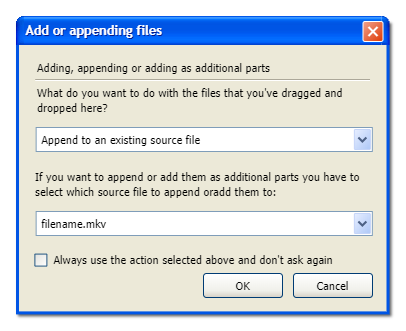 Add or appending files
Adding, appending or adding as additional parts
What do you want to do with the files that you've dragged and
dropped here?
Append to an existing source file
If you want to append or add them as additional parts you have to
select which source file to append oradd them to:
filename.mkv
Always use the action selected above and don't ask again
OK
Cancel